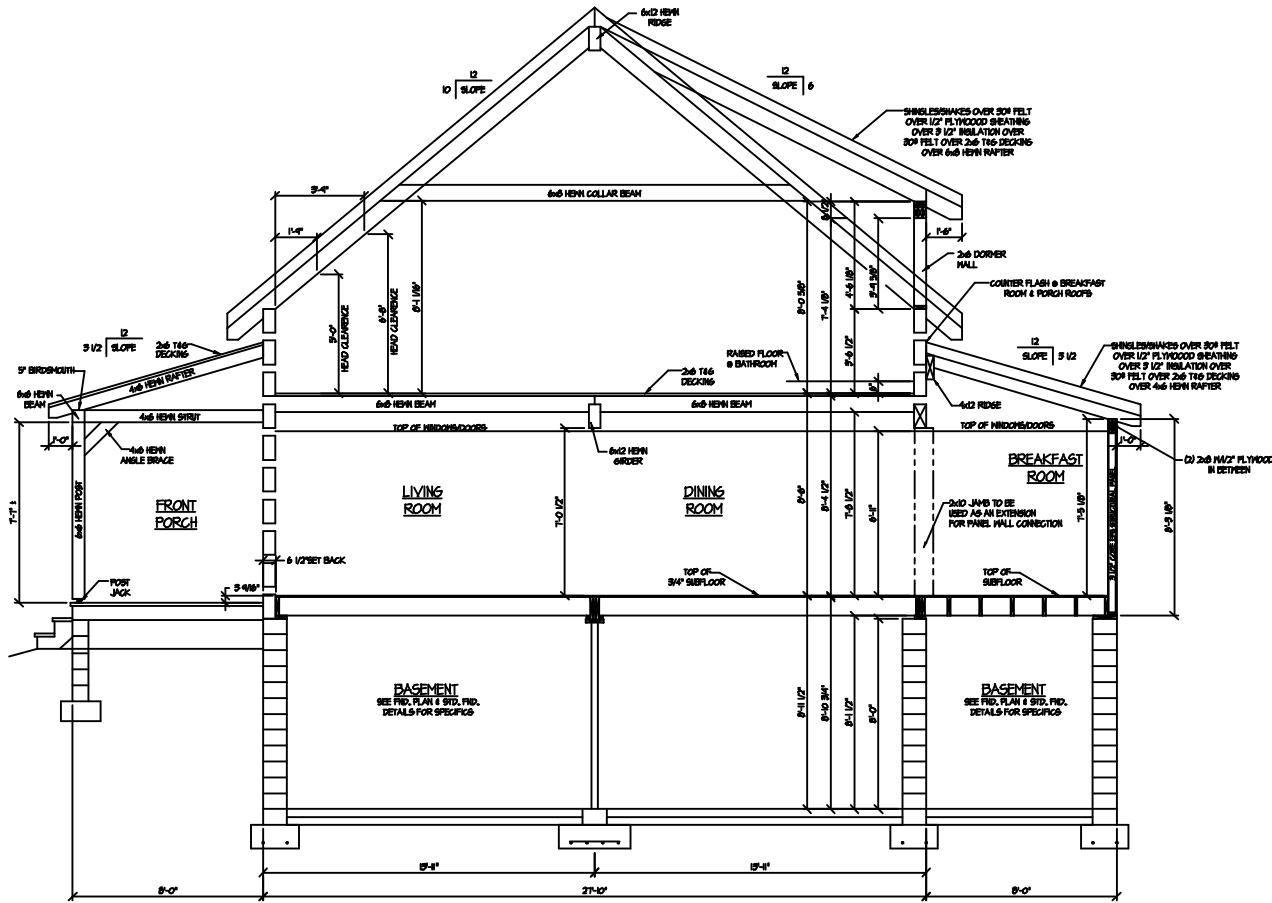 6x12 HEMN
RIDGE
12
10 SLOPE
12
SLOPE 6
SHINGLES/SHAKES OVER 30# FELT
OVER 1/2" PLYWOOOD SHEATHING
OVER 3 1/2" INSULATION OVER
30# FELT OVER 2x6 T&G DECKING
OVER 6x8 HEMN RAFTER
6x8 HEMN COLLAR BEAM
1'-6"
2x6 DORMER
WALL
COUNTER FLASH @ BREAKFAST
ROOM & PORCH ROOFS
5'-0"
HEAD CLEARENCE
6'-8"
HEAD CLEARENCE
8'-1 1/16"
8'-0 5/8"
7'-4 1/8"
6 1/2"
4'-6 1/8"
3'-6 1/2"
12
3 1/2 SLOPE
2x6 T&G
DECKING
4x8 HEMN RAFTER
5" BIRDSMOUTH
6x8 HEMN
BEAM
4x8 HEMN STRUT
1'-0"
4x6 HEMN
ANGLE BRACE
RAISED FLOOR
@ BATHROOM
2x6 T&G
DECKING
6x8 HEMN BEAM
6x8 HEMN BEAM
12
SLOPE 3 1/2
SHINGLES/SHAKES OVER 30# FELT
OVER 1/2" PLYWOOOD SHEATHING
OVER 3 1/2" INSULATION OVER
30# FELT OVER 2x6 T&G DECKING
OVER 4x6 HEMN RAFTER
4x12 RIDGE
TOP OF WINDOWS/DOORS
TOP OF WINDOWS/DOORS
6x12 HEMN
GIRDER
1'-0"
(2) 2x8 W/1/2" PLYWOOD
IN BETWEEN
7'-7" ±
6x8 HEMN POST
FRONT
PORCH
LIVING
ROOM
DINING
ROOM
BREAKFAST
ROOM
7'-0 1/2"
8'-6"
8'-4 1/2"
7'-8 1/2"
6'-11"
7'-5 1/8"
8'-3 1/8"
2x10 JAMB TO BE
USED AS AN EXTENSION
FOR PANEL WALL CONNECTION
6 1/2"SET BACK
POST
JACK
3 9/16"
TOP OF
3/4" SUBFLOOR
TOP OF
SUBFLOOR
BASEMENT
SEE FND. PLAN & STD. FND.
DETAILS FOR SPECIFICS
BASEMENT
SEE FND. PLAN & STD. FND.
DETAILS FOR SPECIFICS
8'-11 1/2"
8'-10 3/4"
8'-1 1/2"
8'-0"
13'-11"
13'-11"
8'-0"
27'-10"
8'-0"